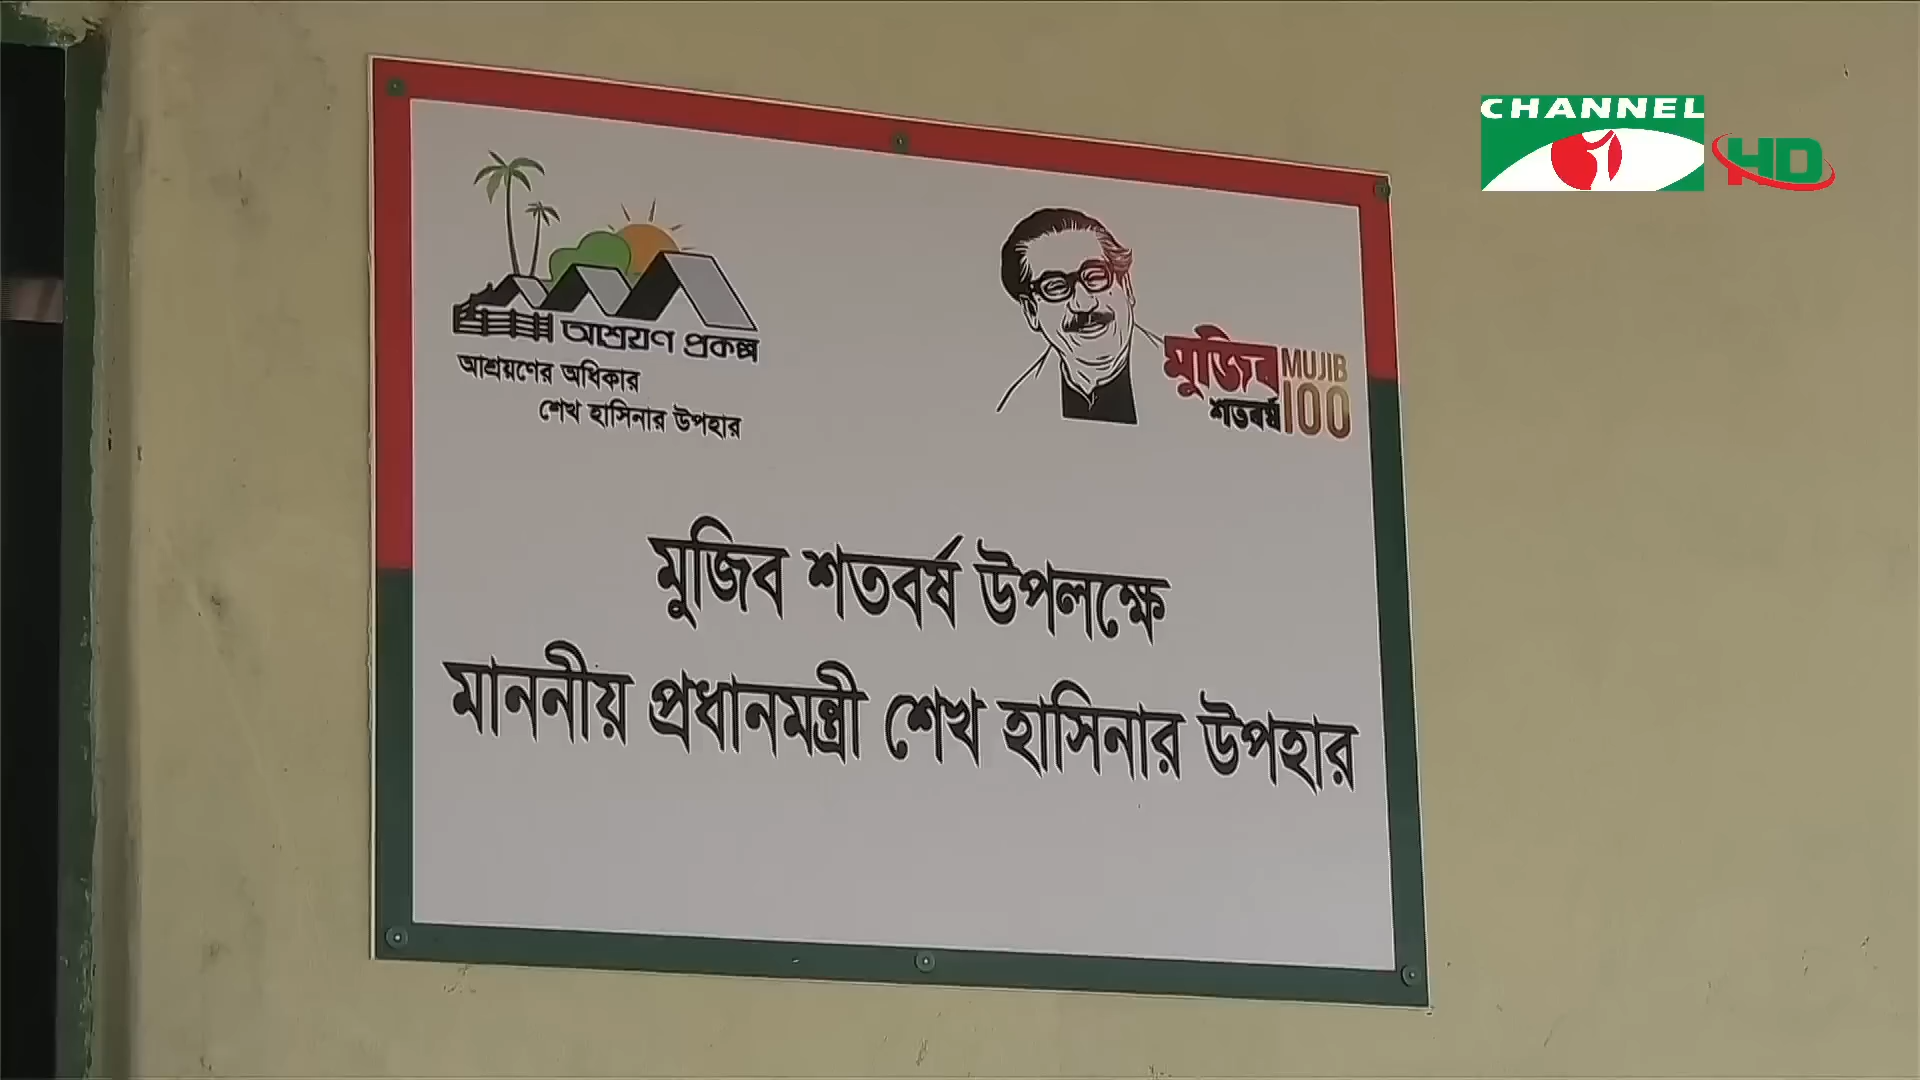 CHANNEL
i HD
আশ্রয়ণ প্রকল্প
আশ্রয়ণের অধিকার
শেখ হাসিনার উপহার
মুজিব MUJIB
শতবর্ষ 100
মুজিব শতবর্ষ উপলক্ষে
মাননীয় প্রধানমন্ত্রী শেখ হাসিনার উপহার